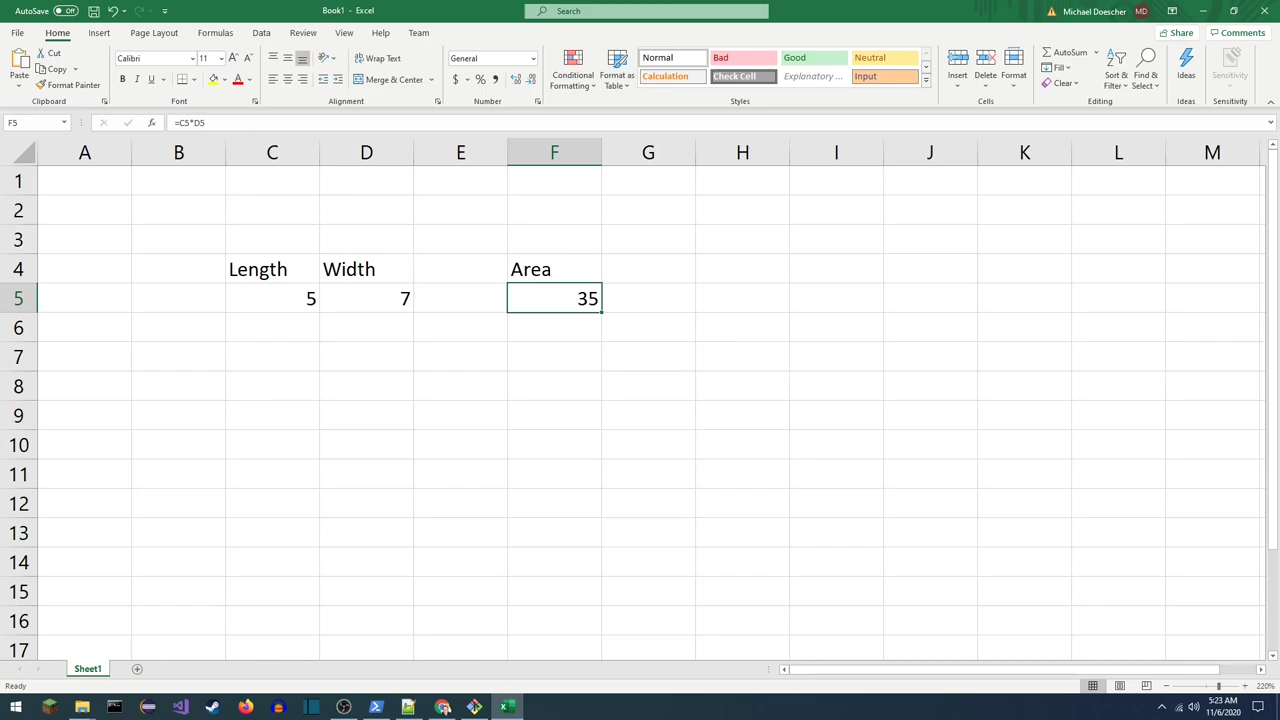 AutoSave Off Book1 - Excel Search Michael Doescher MD
File Home Insert Page Layout Formulas Data Review View Help Team Share Comments
Paste Cut Copy Format Painter Clipboard
Calibri 11 B I U Font
ab Wrap Text Merge & Center Alignment
General $ % , Number
Conditional Formatting Format as Table
Normal Bad Good Neutral
Calculation Check Cell Explanatory ... Input
Styles
Insert Delete Format Cells
AutoSum Fill Clear Sort & Filter Find & Select Editing
Ideas Ideas
Sensitivity Sensitivity
F5 fx =C5*D5
A B C D E F G H I J K L M
1
2
3
4 Length Width Area
5 5 7 35
6
7
8
9
10
11
12
13
14
15
16
17
Sheet1
Ready 220%
5:23 AM
11/6/2020